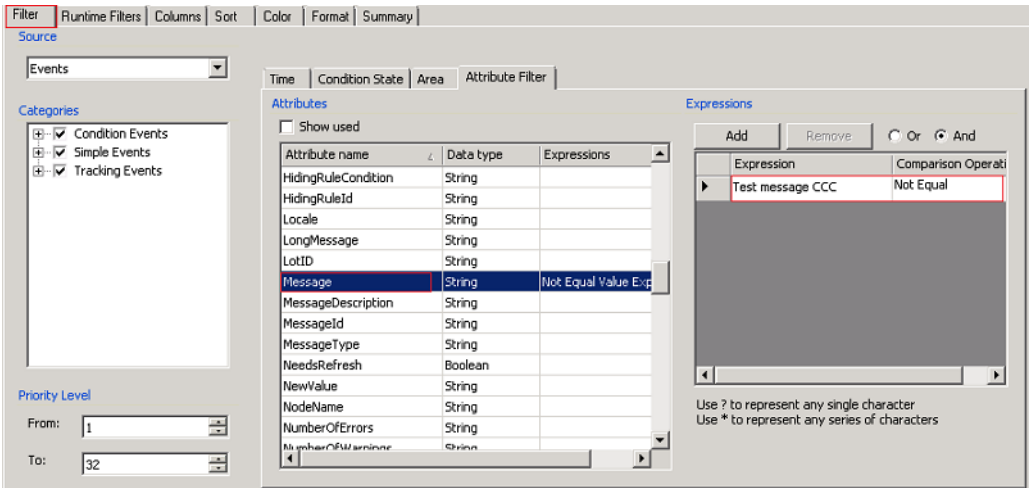 Filter Runtime Filters Columns Sort Color Format Summary
Source
Events
Categories
Condition Events
Simple Events
Tracking Events
Priority Level
From: 1
To: 32
Time Condition State Area Attribute Filter
Attributes
Show used
Attribute name Data type Expressions
HidingRuleCondition String
HidingRuleId String
Locale String
LongMessage String
LotID String
Message String Not Equal Value Exp
MessageDescription String
MessageId String
MessageType String
NeedsRefresh Boolean
NewValue String
NodeName String
NumberOfErrors String
NumberOfWarnings String
Expressions
Add Remove Or And
Expression Comparison Operati
Test message CCC Not Equal
Use ? to represent any single character
Use * to represent any series of characters